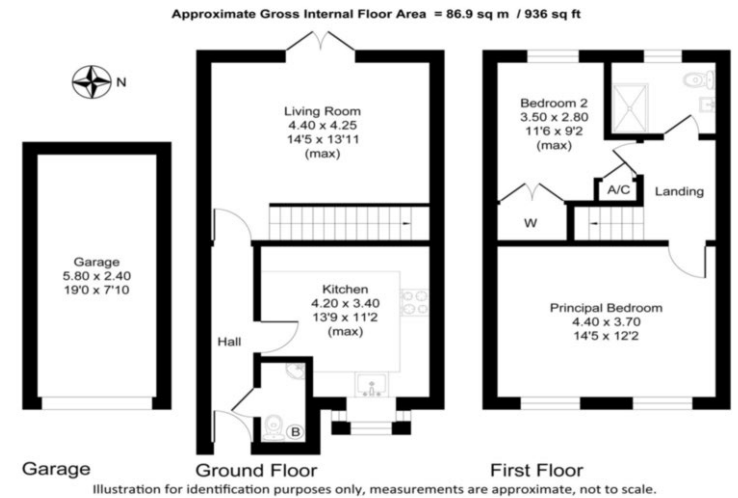 Approximate Gross Internal Floor Area = 86.9 sq m / 936 sq ft
N
Garage
5.80 x 2.40
19'0 x 7'10
Living Room
4.40 x 4.25
14'5 x 13'11
(max)
Kitchen
4.20 x 3.40
13'9 x 11'2
(max)
Hall
B
Bedroom 2
3.50 x 2.80
11'6 x 9'2
(max)
A/C
Landing
W
Principal Bedroom
4.40 x 3.70
14'5 x 12'2
Garage
Ground Floor
First Floor
Illustration for identification purposes only, measurements are approximate, not to scale.